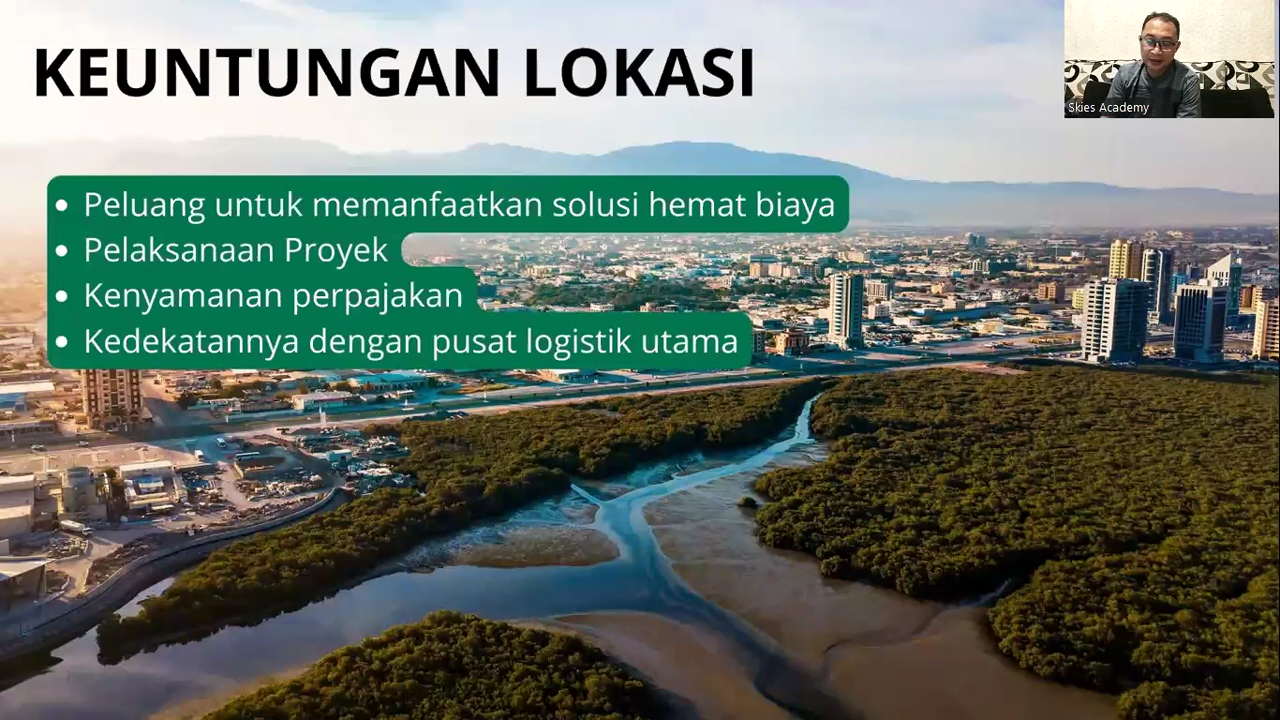 KEUNTUNGAN LOKASI
Skies Academy
• Peluang untuk memanfaatkan solusi hemat biaya
• Pelaksanaan Proyek
• Kenyamanan perpajakan
• Kedekatannya dengan pusat logistik utama